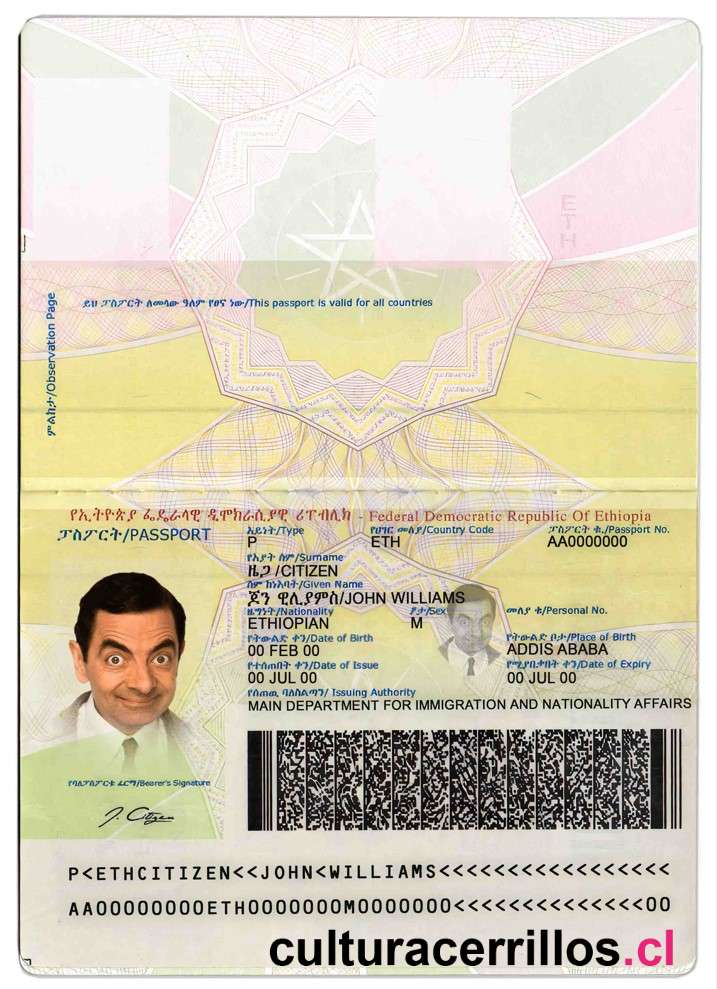 ETH
ይህ ፓስፖርት ለመላው ዓለም የፀና ነው/This passport is valid for all countries
ምልከታ/Observation Page
የኢትዮጵያ ፌዴራላዊ ዲሞክራሲያዊ ሪፐብሊክ - Federal Democratic Republic Of Ethiopia
ፓስፖርት/PASSPORT
አይነት/Type የሀገር መለያ/Country Code ፓስፖርት ቁ./Passport No.
P ETH AA0000000
የአያት ስም/Surname
ዜጋ /CITIZEN
ስም ከነአባት/Given Name
ጆን ዊሊያምስ/JOHN WILLIAMS
ዜግነት/Nationality ፆታ/Sex መለያ ቁ/Personal No.
ETHIOPIAN M
የትውልድ ቀን/Date of Birth የትውልድ ቦታ/Place of Birth
00 FEB 00 ADDIS ABABA
የተሰጠበት ቀን/Date of Issue የሚያበቃበት ቀን/Date of Expiry
00 JUL 00 00 JUL 00
የሰጠዉ ባለስልጣን/ Issuing Authority
MAIN DEPARTMENT FOR IMMIGRATION AND NATIONALITY AFFAIRS
የባለፓስፖርቱ ፊርማ/Bearer's Signature
J. Citizen
P<ETHCITIZEN<<JOHN<WILLIAMS<<<<<<<<<<<<<<<<<
AA00000000ETH0000000M0000000<<<<<<<<<<<<<<00
culturacerrillos.cl